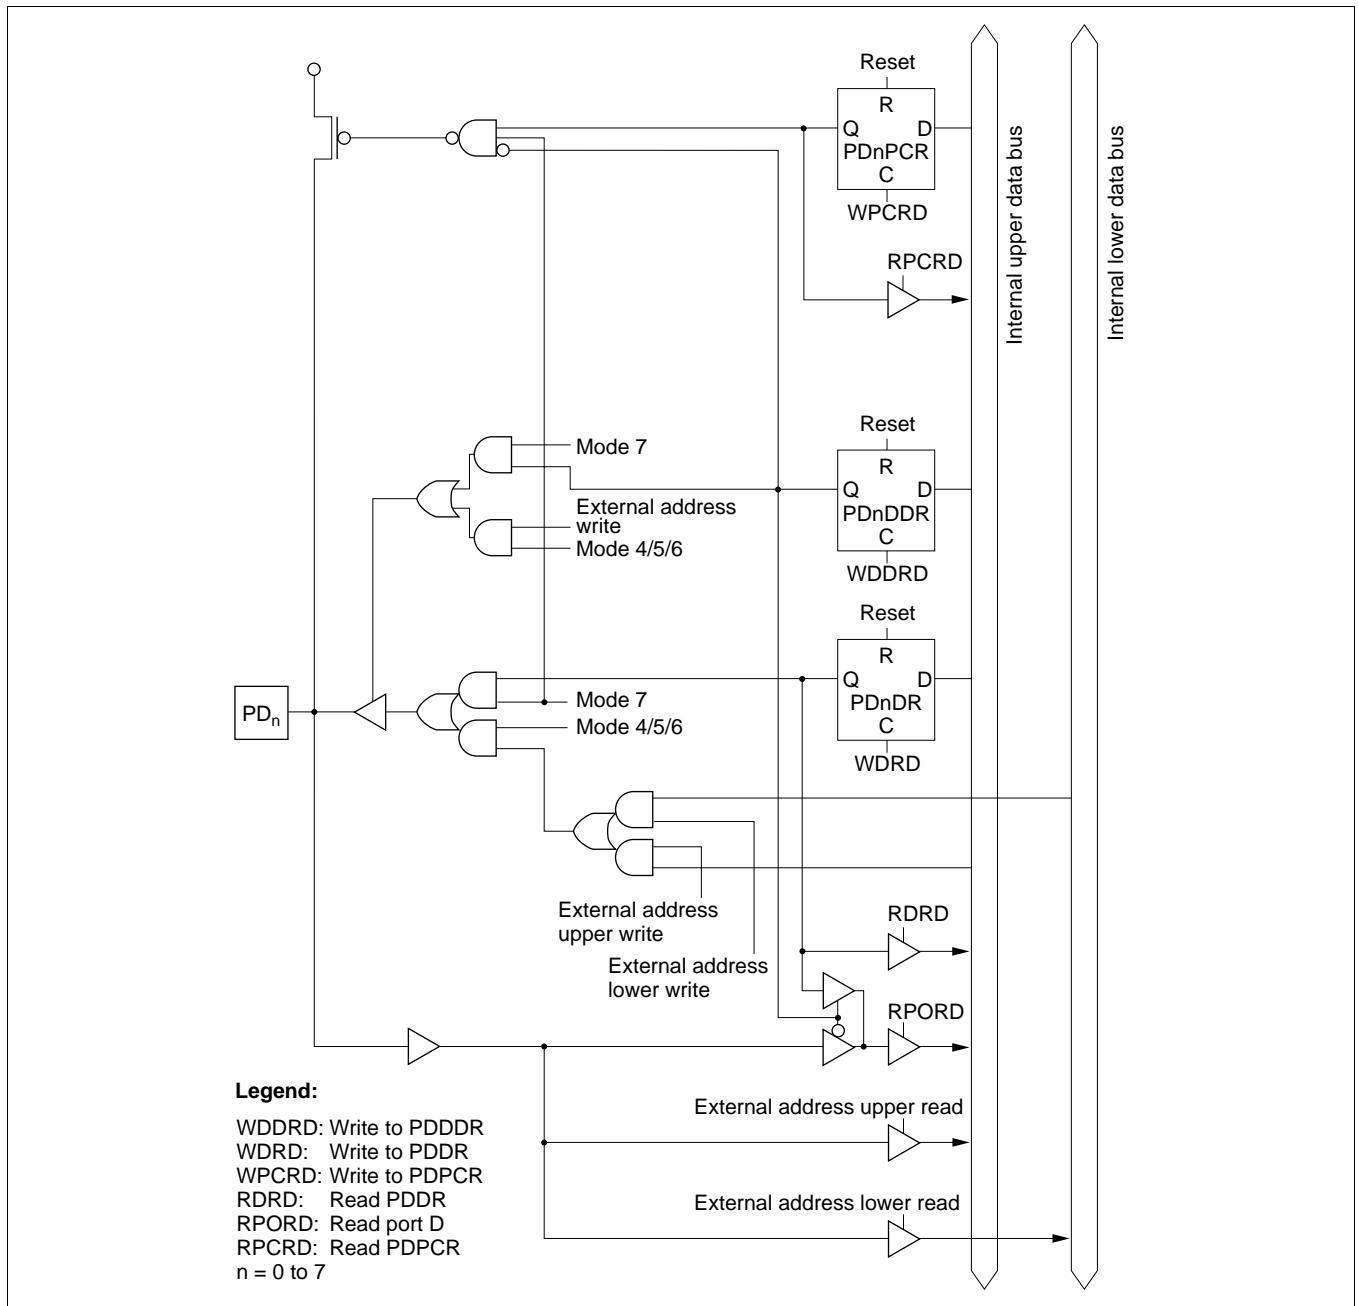 Reset
R
Q D
PDnPCR
C
WPCRD
RPCRD
Internal upper data bus
Internal lower data bus
Reset
R
Q D
PDnDDR
C
WDDRD
Mode 7
External address
write
Mode 4/5/6
Reset
R
Q D
PDnDR
C
WDRD
Mode 7
Mode 4/5/6
PDn
External address
upper write
External address
lower write
RDRD
RPORD
External address upper read
External address lower read
Legend:
WDDRD: Write to PDDDR
WDRD: Write to PDDR
WPCRD: Write to PDPCR
RDRD: Read PDDR
RPORD: Read port D
RPCRD: Read PDPCR
n = 0 to 7